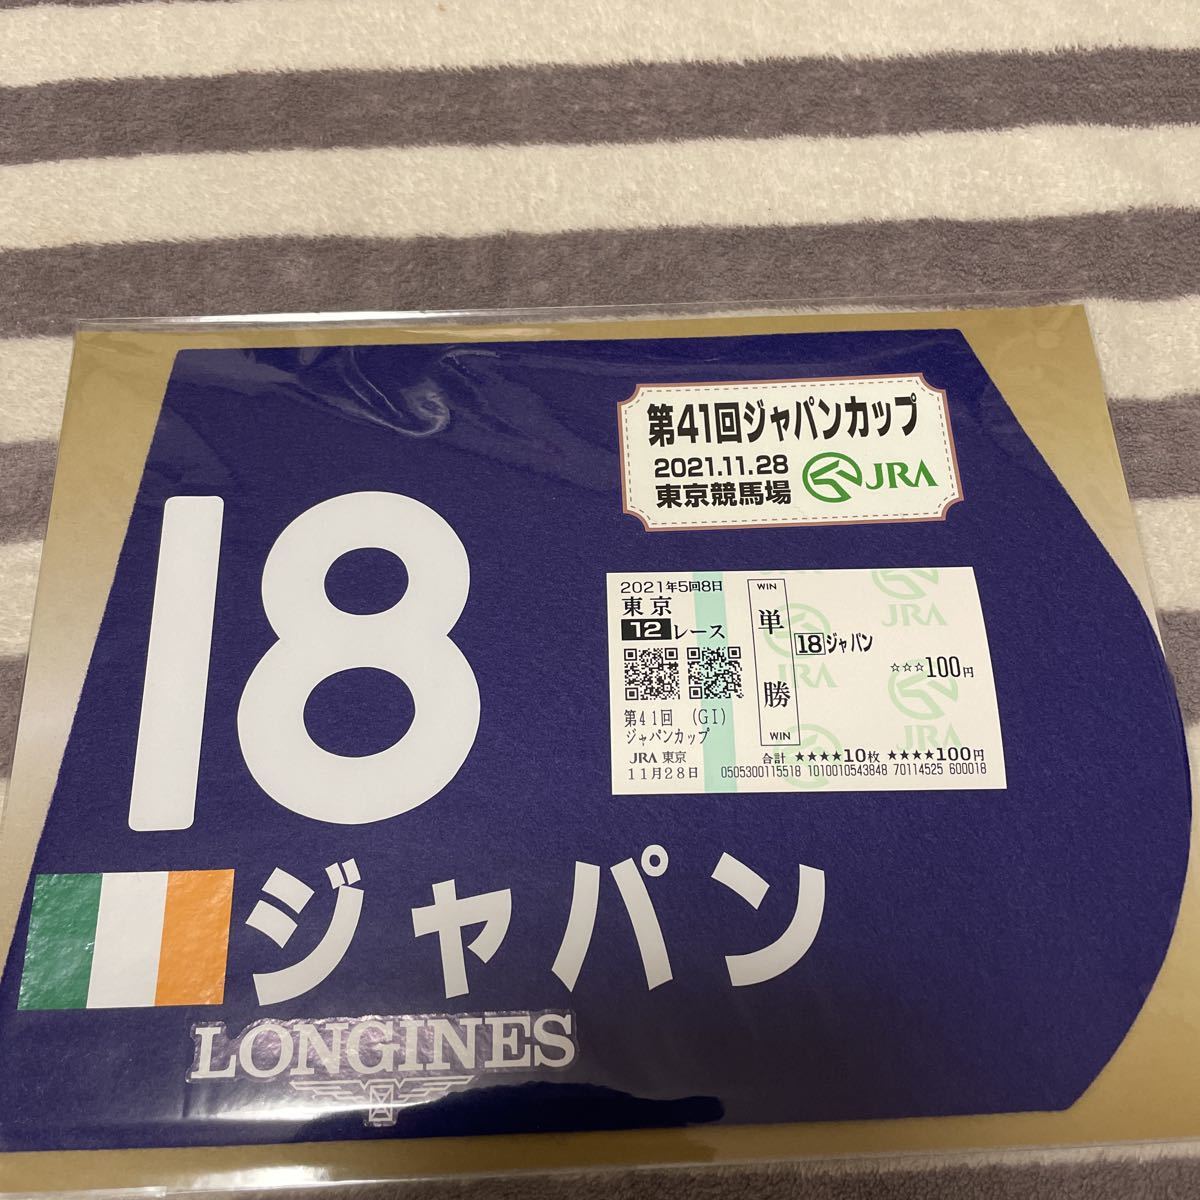 第41回ジャパンカップ
2021.11.28
東京競馬場
JRA
18
2021年5回8日
東京
12レース
第41回 (GI)
ジャパンカップ
JRA 東京
11月28日
WIN
単勝
WIN
18ジャパン
☆☆☆100円
合計 ★★★★10枚 ★★★★100円
0505300115518 1010010543848 70114525 600018
JRA
JRA
JRA
ジャパン
LONGINES